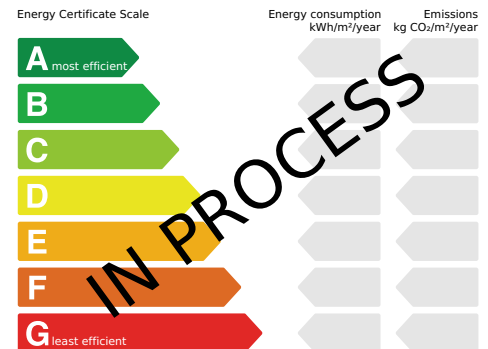 Energy Certificate Scale
Energy consumption
kWh/m²/year
Emissions
kg CO₂/m²/year
A most efficient
B
C
D
E
F
G least efficient
IN PROCESS